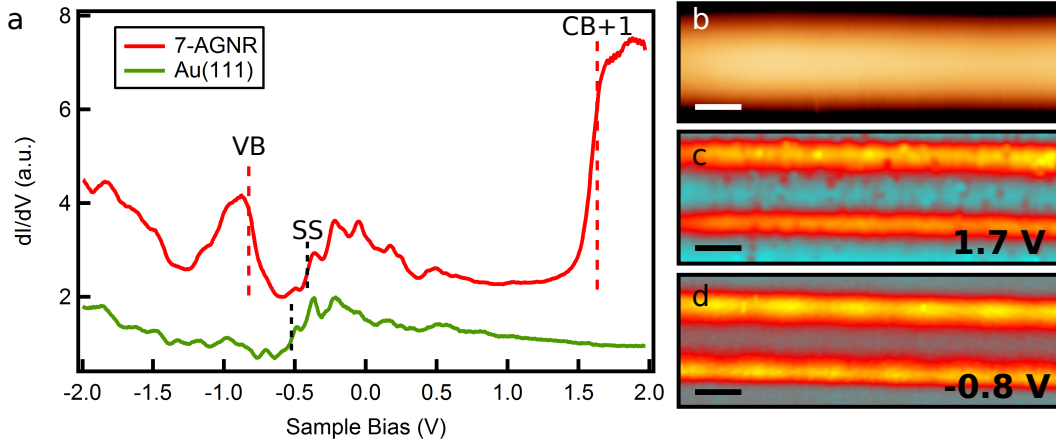 a
8
6
4
2
dI/dV (a.u.)
7-AGNR
Au(111)
VB
SS
CB+1
-2.0 -1.5 -1.0 -0.5 0.0 0.5 1.0 1.5 2.0
Sample Bias (V)
b
c
1.7 V
d
-0.8 V